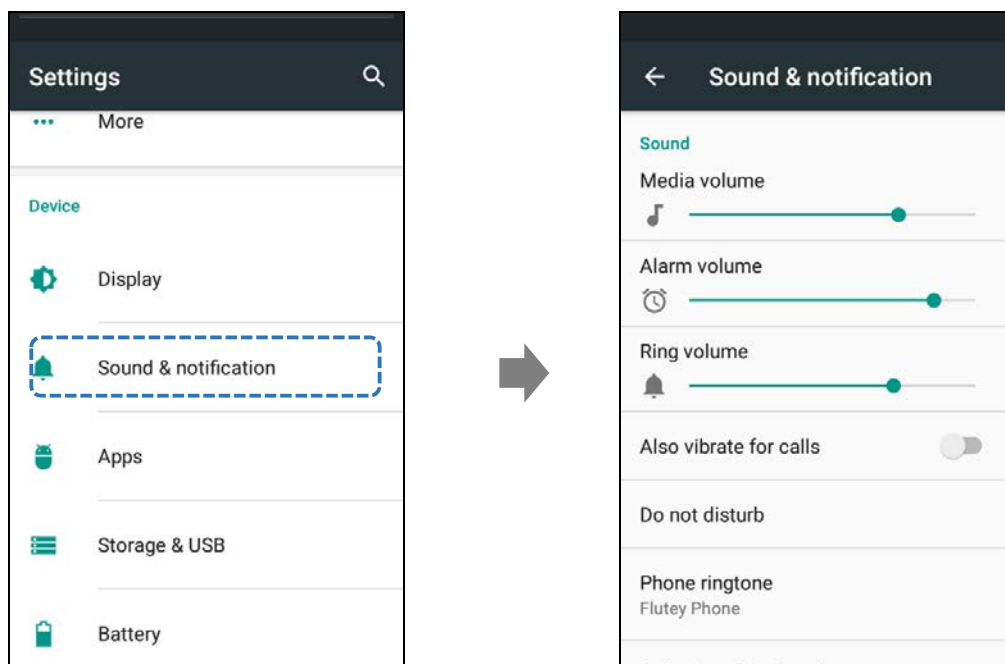 Settings
More
Device
Display
Sound & notification
Apps
Storage & USB
Battery
Sound & notification
Sound
Media volume
Alarm volume
Ring volume
Also vibrate for calls
Do not disturb
Phone ringtone
Flutey Phone